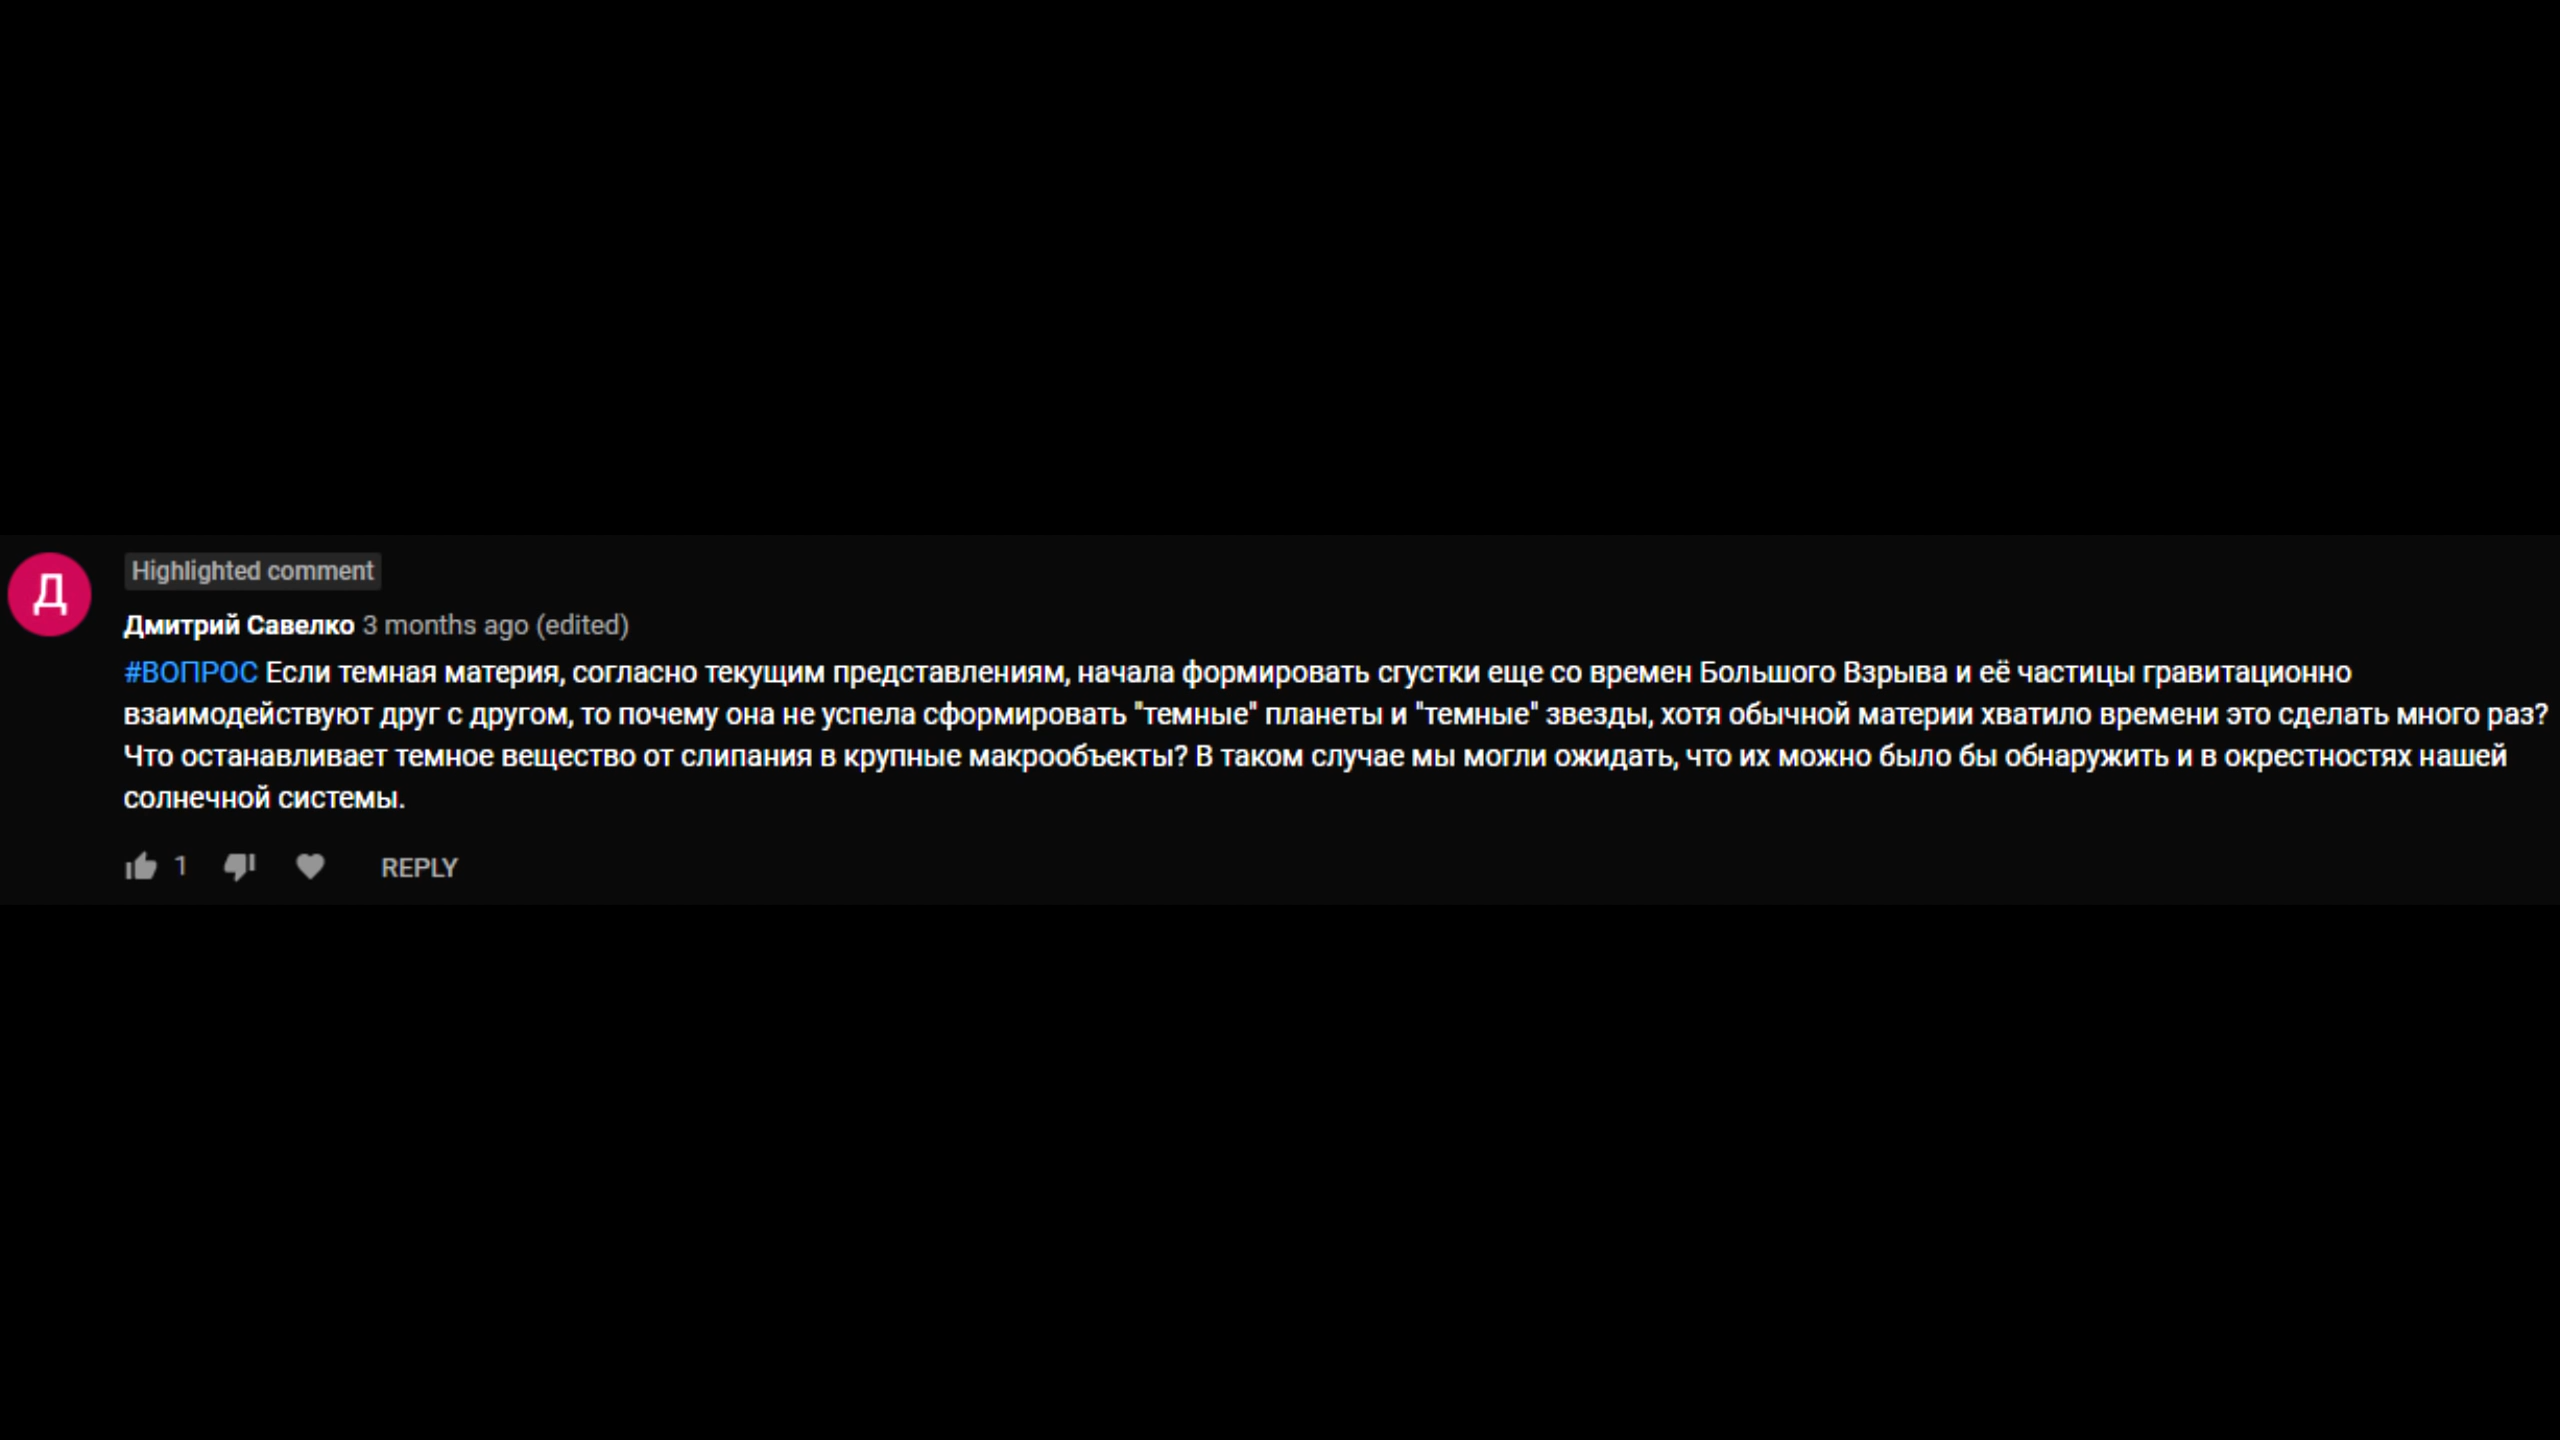 Highlighted comment
Д
Дмитрий Савелко 3 months ago (edited)
#ВОПРОС Если темная материя, согласно текущим представлениям, начала формировать сгустки еще со времен Большого Взрыва и её частицы гравитационно
взаимодействуют друг с другом, то почему она не успела сформировать "темные" планеты и "темные" звезды, хотя обычной материи хватило времени это сделать много раз?
Что останавливает темное вещество от слипания в крупные макрообъекты? В таком случае мы могли ожидать, что их можно было бы обнаружить и в окрестностях нашей
солнечной системы.
1 REPLY